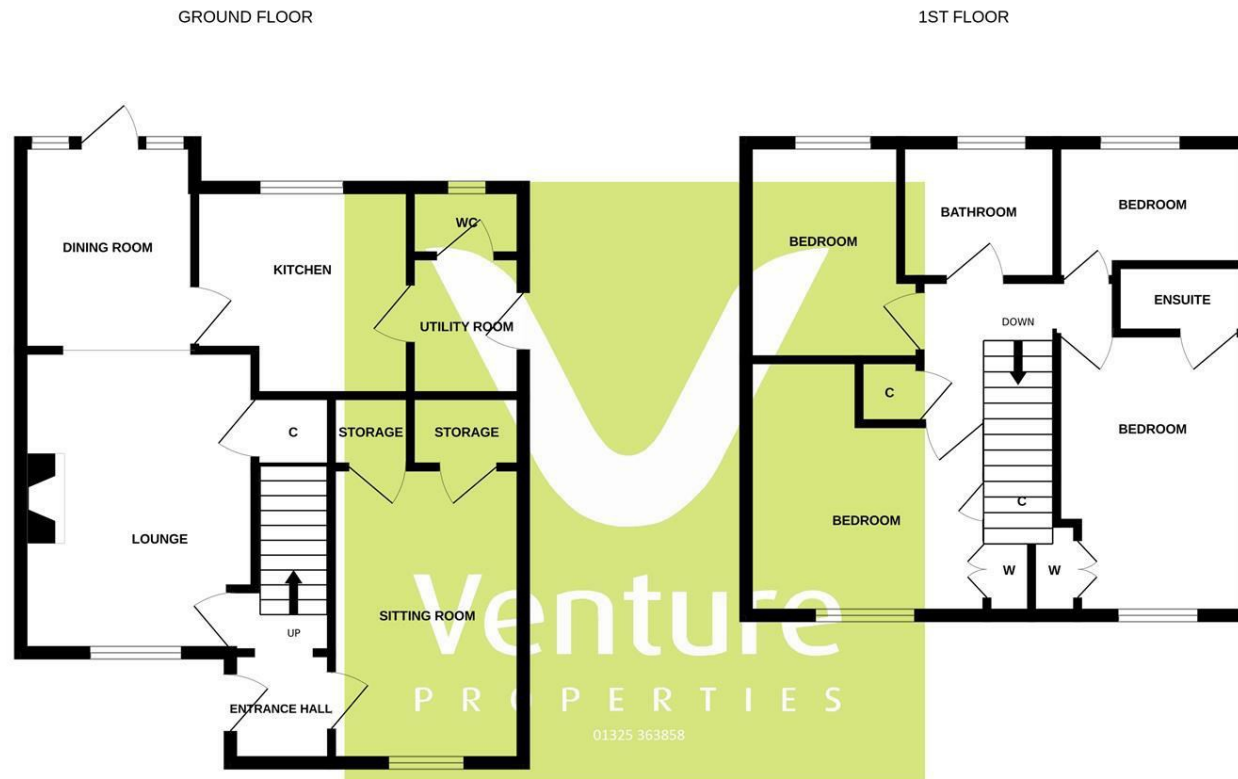 GROUND FLOOR
1ST FLOOR
DINING ROOM
KITCHEN
WC
UTILITY ROOM
C
STORAGE
STORAGE
LOUNGE
SITTING ROOM
UP
ENTRANCE HALL
BEDROOM
BATHROOM
BEDROOM
ENSUITE
DOWN
C
BEDROOM
BEDROOM
C
W
W
Venture
PROPERTIES
01325 363858